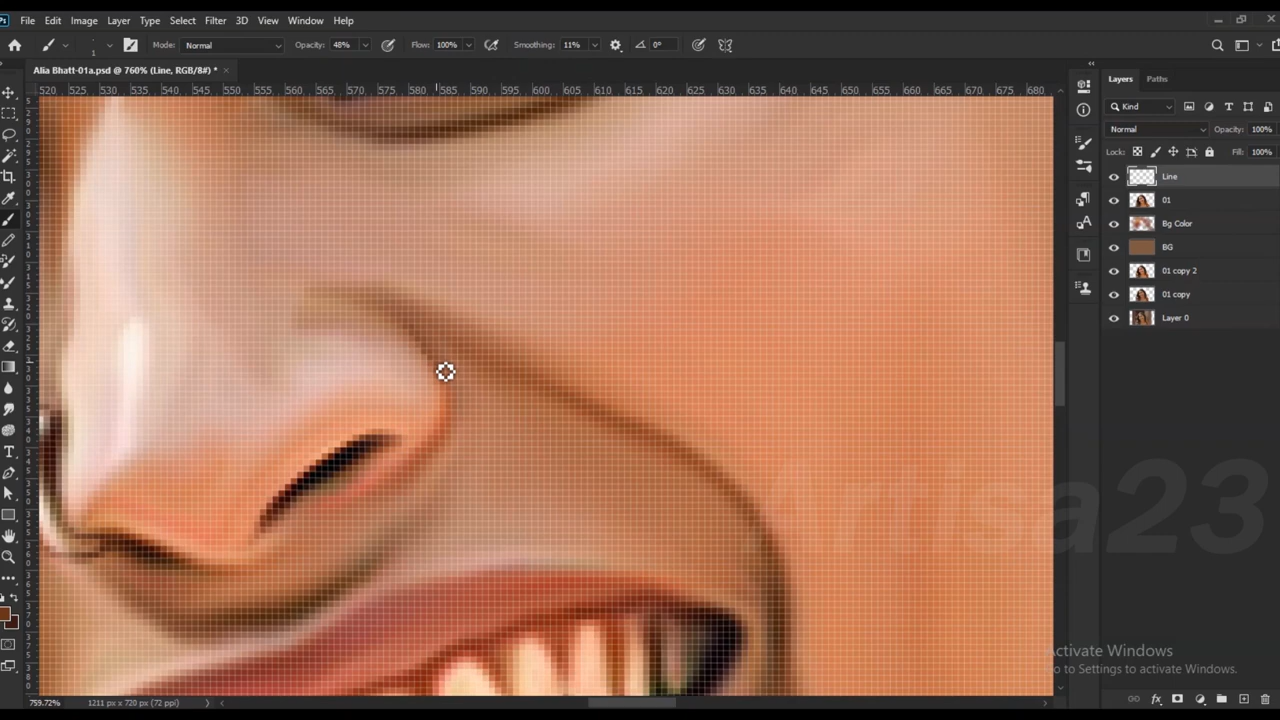 Ps File Edit Image Layer Type Select Filter 3D View Window Help
1 Mode: Normal Opacity: 48% Flow: 100% Smoothing: 11% 0°
Alia Bhatt-01a.psd @ 760% (Line, RGB/8#) * ×
520 525 530 535 540 545 550 555 560 565 570 575 580 585 590 595 600 605 610 615 620 625 630 635 640 645 650 655 660 665 670 675 680
Layers Paths
Kind
Normal Opacity: 100%
Lock: Fill: 100%
Line
01
Bg Color
BG
01 copy 2
01 copy
Layer 0
Artisa23
Activate Windows
Go to Settings to activate Windows.
759.72% 1211 px x 720 px (72 ppi)